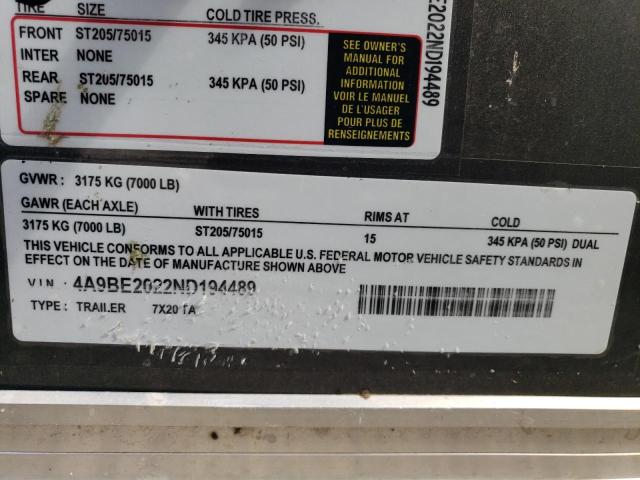 TIRE SIZE COLD TIRE PRESS.
FRONT ST205/75015 345 KPA (50 PSI)
INTER NONE
REAR ST205/75015 345 KPA (50 PSI)
SPARE NONE
SEE OWNER'S
MANUAL FOR
ADDITIONAL
INFORMATION
VOIR LE MANUEL
DE L'USAGER
POUR PLUS DE
RENSEIGNEMENTS
E2022ND194489
GVWR : 3175 KG (7000 LB)
GAWR (EACH AXLE) WITH TIRES RIMS AT COLD
3175 KG (7000 LB) ST205/75015 15 345 KPA (50 PSI) DUAL
THIS VEHICLE CONFORMS TO ALL APPLICABLE U.S. FEDERAL MOTOR VEHICLE SAFETY STANDARDS IN
EFFECT ON THE DATE OF MANUFACTURE SHOWN ABOVE
VIN : 4A9BE2022ND194489
TYPE : TRAILER 7X20 TA